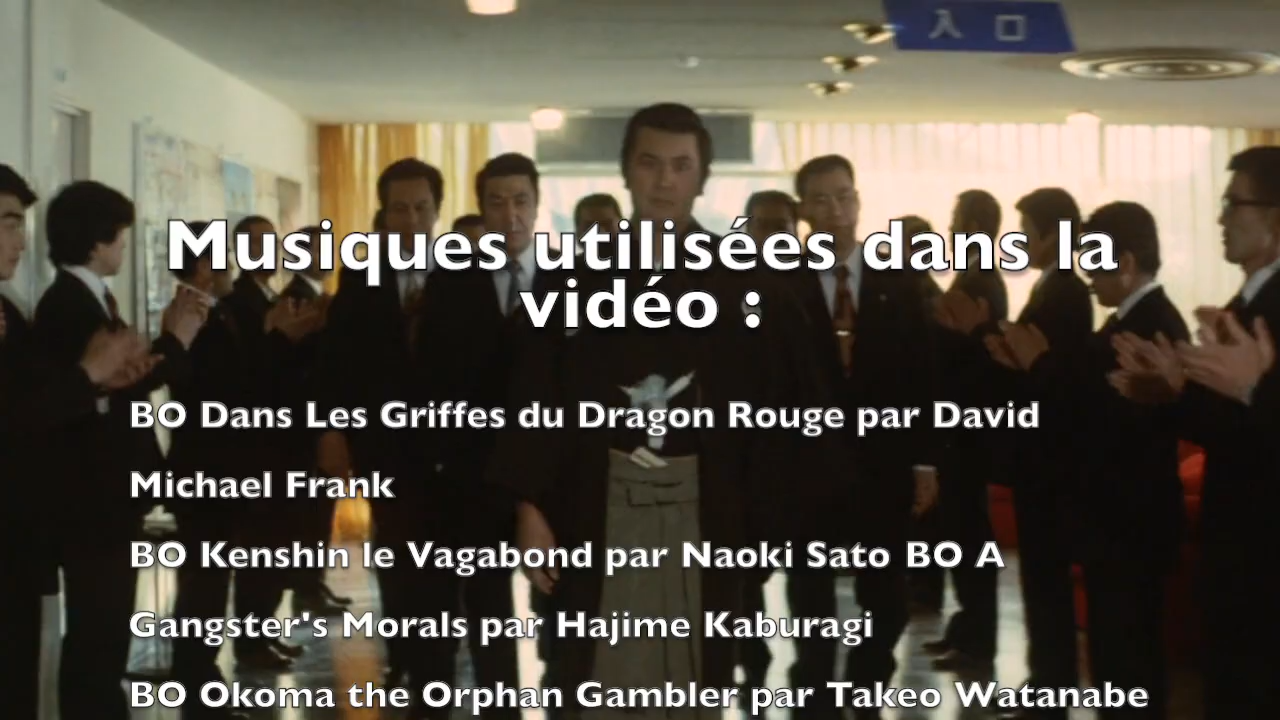 入口
Musiques utilisées dans la
vidéo :
BO Dans Les Griffes du Dragon Rouge par David
Michael Frank
BO Kenshin le Vagabond par Naoki Sato BO A
Gangster's Morals par Hajime Kaburagi
BO Okoma the Orphan Gambler par Takeo Watanabe